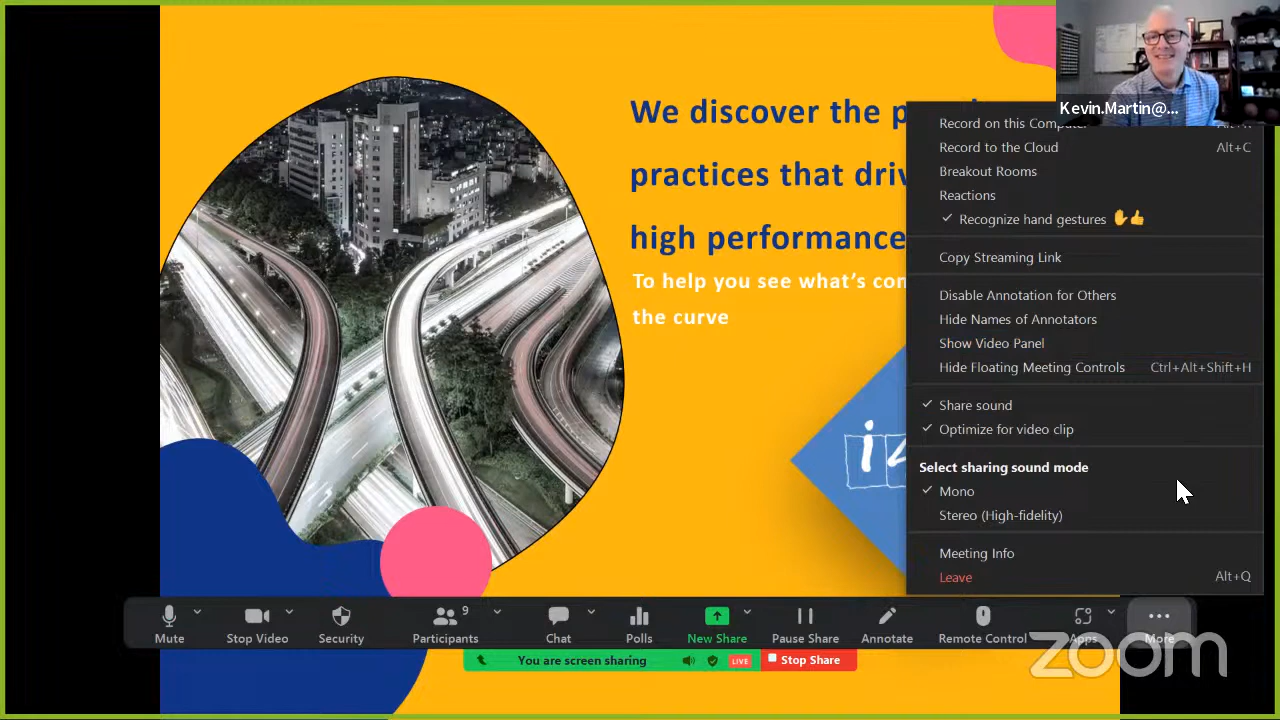 We discover the
practices that
high performance
To help you see what's
the curve
Kevin.Martin@...
Record on this Computer
Record to the Cloud Alt+C
Breakout Rooms
Reactions
Recognize hand gestures
Copy Streaming Link
Disable Annotation for Others
Hide Names of Annotators
Show Video Panel
Hide Floating Meeting Controls Ctrl+Alt+Shift+H
Share sound
Optimize for video clip
Select sharing sound mode
Mono
Stereo (High-fidelity)
Meeting Info
Leave Alt+Q
9
Mute Stop Video Security Participants Chat Polls New Share Pause Share Annotate Remote Control Apps More
You are screen sharing LIVE Stop Share
zoom